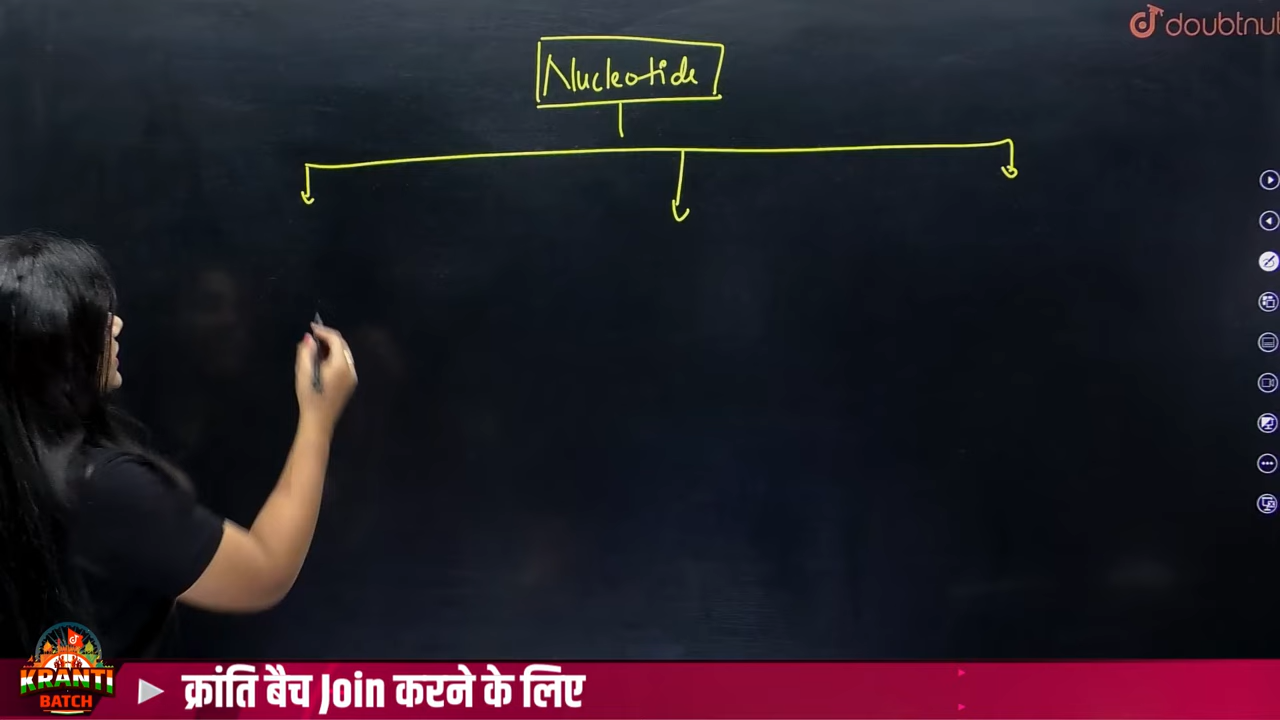 doubtnut
Nucleotide
KRANTI
BATCH
क्रांति बैच Join करने के लिए